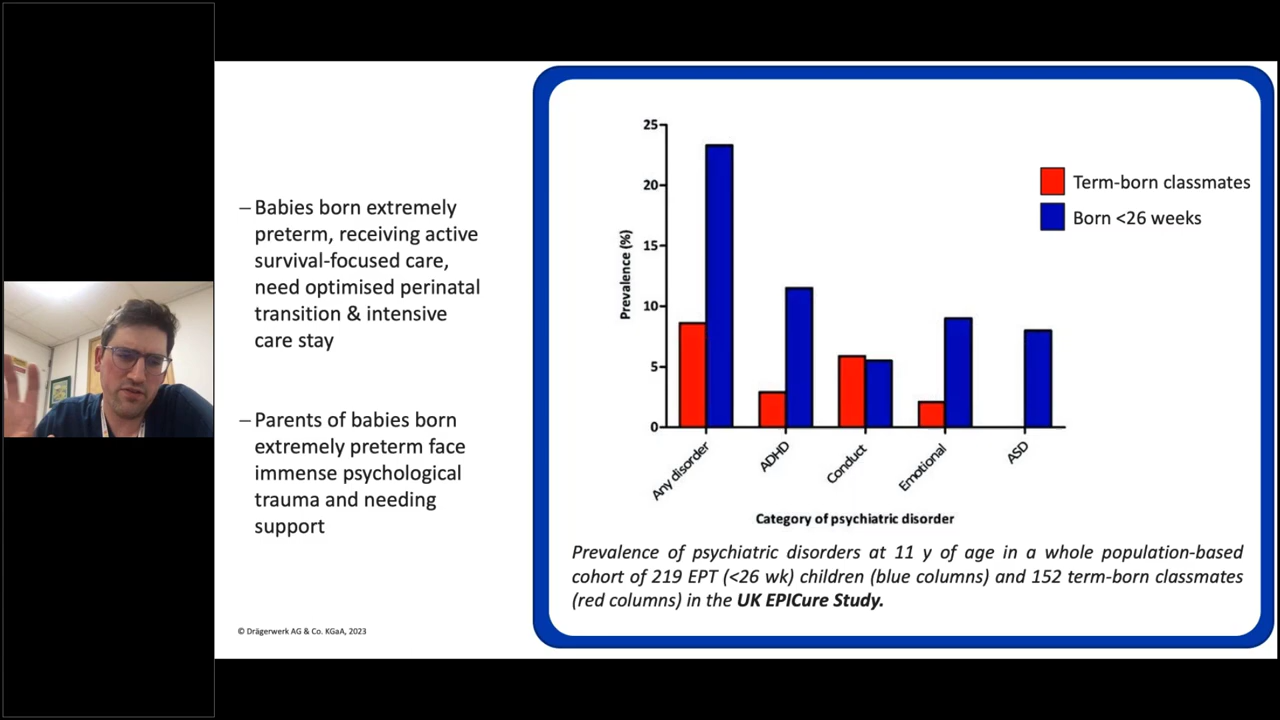 – Babies born extremely
preterm, receiving active
survival-focused care,
need optimised perinatal
transition & intensive
care stay
– Parents of babies born
extremely preterm face
immense psychological
trauma and needing
support
© Drägerwerk AG & Co. KGaA, 2023
Prevalence (%)
25
20
15
10
5
0
Term-born classmates
Born <26 weeks
Any disorder
ADHD
Conduct
Emotional
ASD
Category of psychiatric disorder
Prevalence of psychiatric disorders at 11 y of age in a whole population-based
cohort of 219 EPT (<26 wk) children (blue columns) and 152 term-born classmates
(red columns) in the UK EPICure Study.